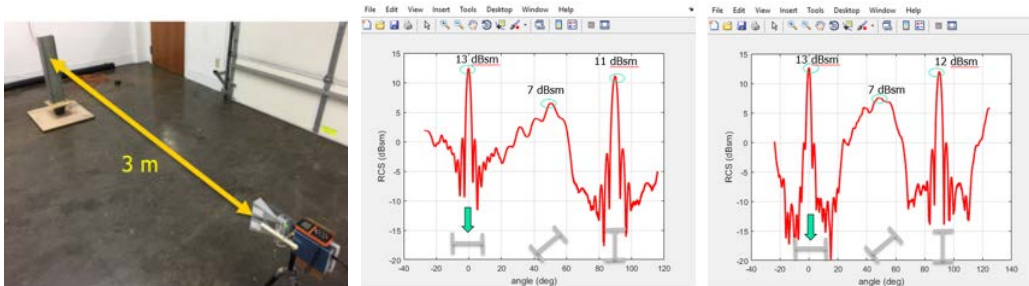 3 m
File Edit View Insert Tools Desktop Window Help
13 dBsm
11 dBsm
7 dBsm
15
10
5
0
-5
-10
-15
-20
RCS (dBsm)
-40 -20 0 20 40 60 80 100 120
angle (deg)
File Edit View Insert Tools Desktop Window Help
13 dBsm
12 dBsm
7 dBsm
15
10
5
0
-5
-10
-15
-20
RCS (dBsm)
-40 -20 0 20 40 60 80 100 120 140
angle (deg)